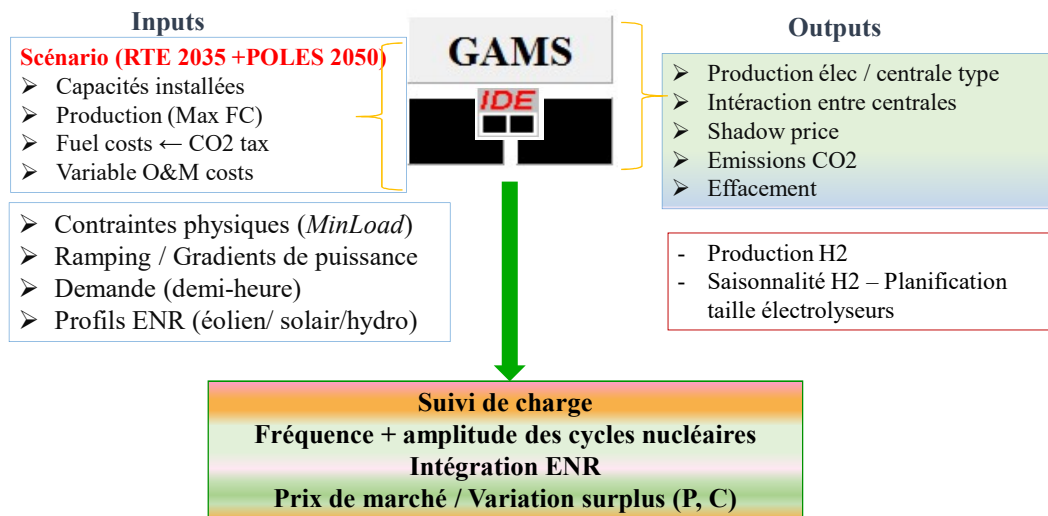 Inputs
Scénario (RTE 2035 +POLES 2050)
➢ Capacités installées
➢ Production (Max FC)
➢ Fuel costs ← CO2 tax
➢ Variable O&M costs
➢ Contraintes physiques (MinLoad)
➢ Ramping / Gradients de puissance
➢ Demande (demi-heure)
➢ Profils ENR (éolien/ solair/hydro)
GAMS
IDE
Outputs
➢ Production élec / centrale type
➢ Intéraction entre centrales
➢ Shadow price
➢ Emissions CO2
➢ Effacement
- Production H2
- Saisonnalité H2 – Planification
taille électrolyseurs
Suivi de charge
Fréquence + amplitude des cycles nucléaires
Intégration ENR
Prix de marché / Variation surplus (P, C)